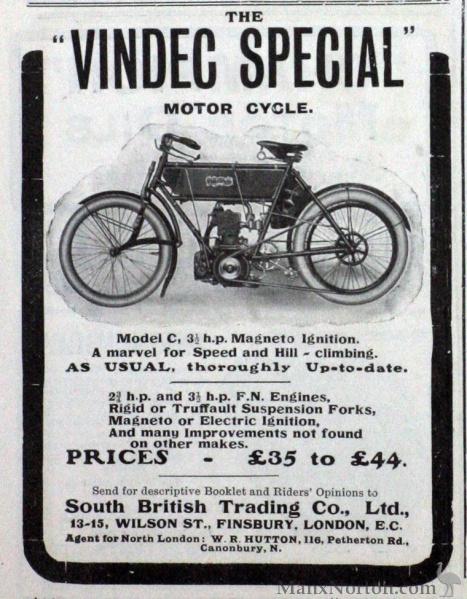 THE
"VINDEC SPECIAL"
MOTOR CYCLE.
Model C, 3½ h.p. Magneto Ignition.
A marvel for Speed and Hill - climbing.
AS USUAL, thoroughly Up-to-date.
2¾ h.p. and 3½ h.p. F.N. Engines,
Rigid or Truffault Suspension Forks,
Magneto or Electric Ignition,
And many Improvements not found
on other makes.
PRICES - £35 to £44.
Send for descriptive Booklet and Riders' Opinions to
South British Trading Co., Ltd.,
13-15, WILSON ST., FINSBURY, LONDON, E.C.
Agent for North London: W. R. HUTTON, 116, Petherton Rd.,
Canonbury, N.
MattxNorton.com